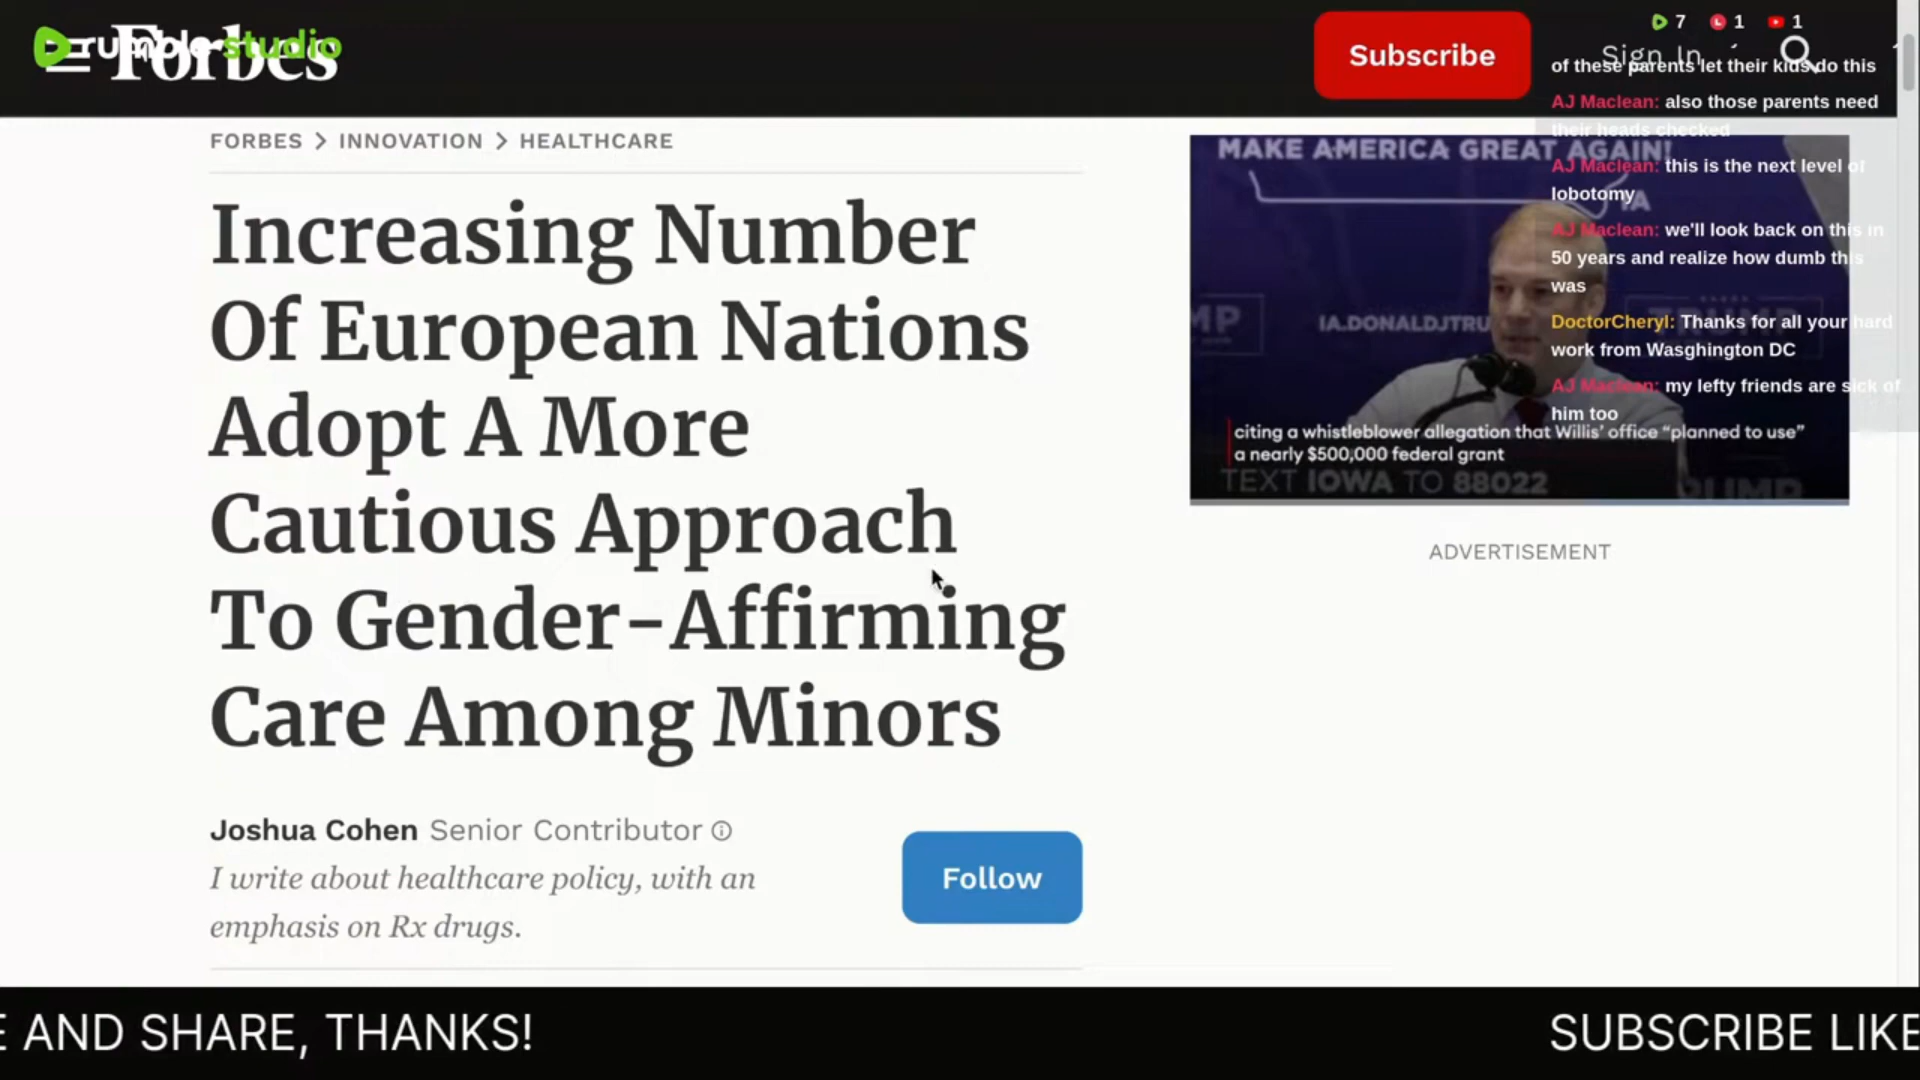 rumble studio
Forbes
Subscribe
Sign In
7 1 1
of these parents let their kids do this
AJ Maclean: also those parents need
their heads checked
AJ Maclean: this is the next level of
lobotomy
AJ Maclean: we'll look back on this in
50 years and realize how dumb this
was
DoctorCheryl: Thanks for all your hard
work from Wasghington DC
AJ Maclean: my lefty friends are sick of
him too
FORBES > INNOVATION > HEALTHCARE
Increasing Number
Of European Nations
Adopt A More
Cautious Approach
To Gender-Affirming
Care Among Minors
Joshua Cohen Senior Contributor
I write about healthcare policy, with an
emphasis on Rx drugs.
Follow
MAKE AMERICA GREAT AGAIN!
IA
IA.DONALDJTRU
citing a whistleblower allegation that Willis' office "planned to use"
a nearly $500,000 federal grant
TEXT IOWA TO 88022
ADVERTISEMENT
E AND SHARE, THANKS!
SUBSCRIBE LIKE